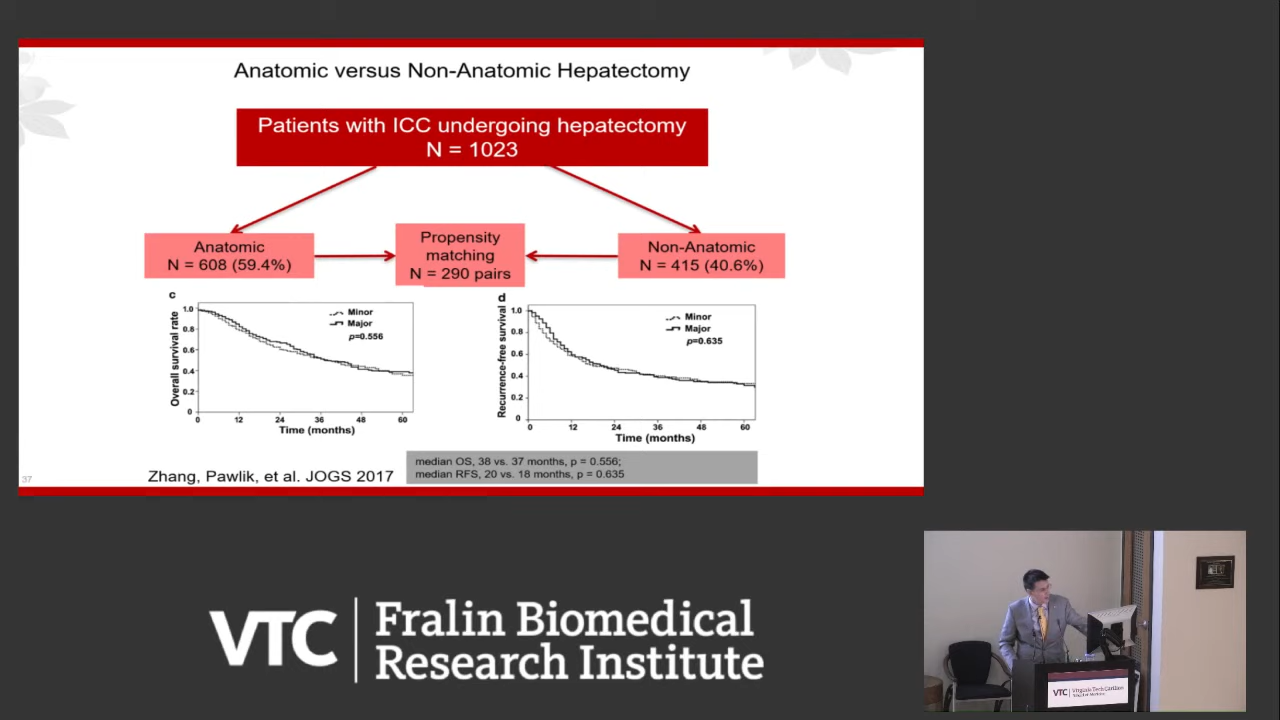 Anatomic versus Non-Anatomic Hepatectomy
Patients with ICC undergoing hepatectomy
N = 1023
Anatomic
N = 608 (59.4%)
Propensity
matching
N = 290 pairs
Non-Anatomic
N = 415 (40.6%)
c
Overall survival rate
1.0
0.8
0.6
0.4
0.2
0
Minor
Major
p=0.556
0 12 24 36 48 60
Time (months)
d
Recurrence-free survival
1.0
0.8
0.6
0.4
0.2
0
Minor
Major
p=0.635
0 12 24 36 48 60
Time (months)
median OS, 38 vs. 37 months, p = 0.556;
median RFS, 20 vs. 18 months, p = 0.635
Zhang, Pawlik, et al. JOGS 2017
37
VTC
Fralin Biomedical
Research Institute
VTC
Virginia Tech Carilion